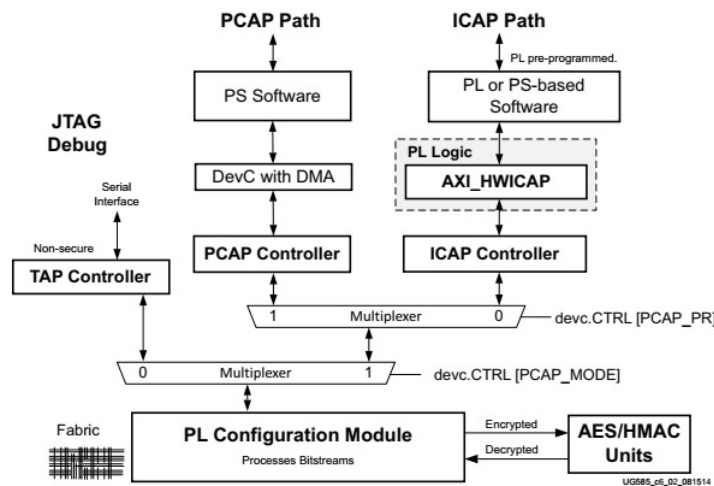 PCAP Path
ICAP Path
PL pre-programmed.
PS Software
PL or PS-based
Software
JTAG
Debug
PL Logic
DevC with DMA
AXI_HWICAP
Serial
Interface
Non-secure
TAP Controller
PCAP Controller
ICAP Controller
1 Multiplexer 0
devc.CTRL [PCAP_PR]
0 Multiplexer 1
devc.CTRL [PCAP_MODE]
Fabric
PL Configuration Module
Processes Bitstreams
Encrypted
Decrypted
AES/HMAC
Units
UG585_c6_02_081514